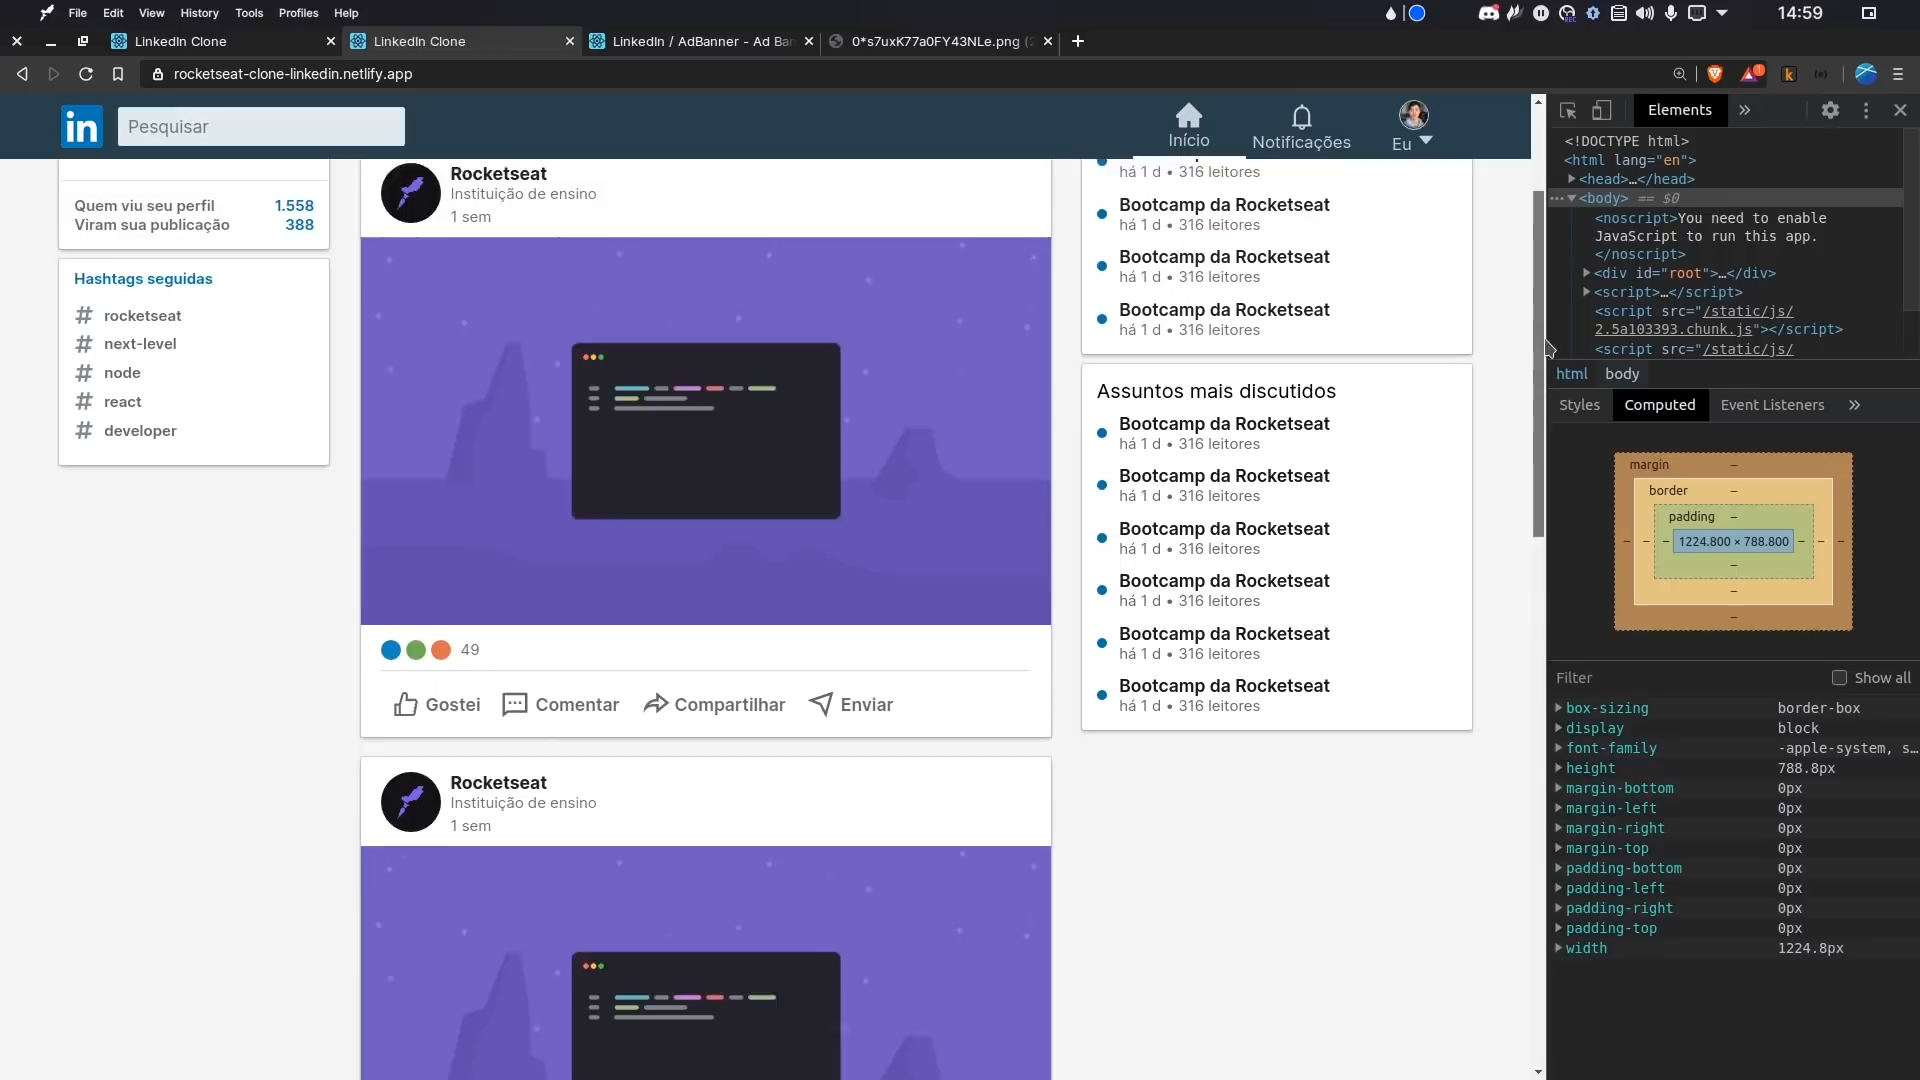 File Edit View History Tools Profiles Help
14:59
LinkedIn Clone
LinkedIn Clone
LinkedIn / AdBanner - Ad Ban
0*s7uxK77a0FY43NLe.png (
rocketseat-clone-linkedin.netlify.app
1
in
Pesquisar
Início
Notificações
Eu
Quem viu seu perfil 1.558
Viram sua publicação 388
Hashtags seguidas
# rocketseat
# next-level
# node
# react
# developer
Rocketseat
Instituição de ensino
1 sem
49
Gostei
Comentar
Compartilhar
Enviar
Rocketseat
Instituição de ensino
1 sem
há 1 d • 316 leitores
Bootcamp da Rocketseat
há 1 d • 316 leitores
Bootcamp da Rocketseat
há 1 d • 316 leitores
Bootcamp da Rocketseat
há 1 d • 316 leitores
Assuntos mais discutidos
Bootcamp da Rocketseat
há 1 d • 316 leitores
Bootcamp da Rocketseat
há 1 d • 316 leitores
Bootcamp da Rocketseat
há 1 d • 316 leitores
Bootcamp da Rocketseat
há 1 d • 316 leitores
Bootcamp da Rocketseat
há 1 d • 316 leitores
Bootcamp da Rocketseat
há 1 d • 316 leitores
Elements
<!DOCTYPE html>
<html lang="en">
<head>…</head>
<body> == $0
<noscript>You need to enable
JavaScript to run this app.
</noscript>
<div id="root">…</div>
<script>…</script>
<script src="/static/js/
2.5a103393.chunk.js"></script>
<script src="/static/js/
html body
Styles Computed Event Listeners
margin –
border –
padding –
– – – 1224.800 × 788.800 – – –
–
–
–
Filter Show all
box-sizing border-box
display block
font-family -apple-system, s…
height 788.8px
margin-bottom 0px
margin-left 0px
margin-right 0px
margin-top 0px
padding-bottom 0px
padding-left 0px
padding-right 0px
padding-top 0px
width 1224.8px